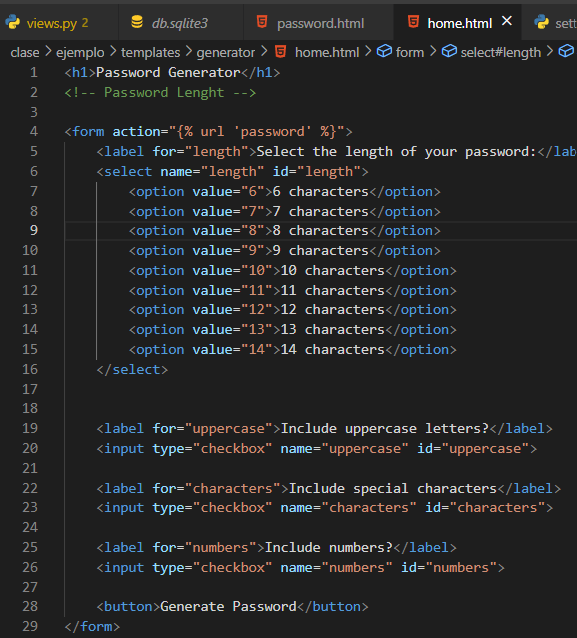 views.py 2 db.sqlite3 password.html home.html sett
clase > ejemplo > templates > generator > home.html > form > select#length >
1 <h1>Password Generator</h1>
2 <!-- Password Lenght -->
3
4 <form action="{% url 'password' %}">
5     <label for="length">Select the length of your password:</lab
6     <select name="length" id="length">
7         <option value="6">6 characters</option>
8         <option value="7">7 characters</option>
9         <option value="8">8 characters</option>
10         <option value="9">9 characters</option>
11         <option value="10">10 characters</option>
12         <option value="11">11 characters</option>
13         <option value="12">12 characters</option>
14         <option value="13">13 characters</option>
15         <option value="14">14 characters</option>
16     </select>
17
18
19     <label for="uppercase">Include uppercase letters?</label>
20     <input type="checkbox" name="uppercase" id="uppercase">
21
22     <label for="characters">Include special characters</label>
23     <input type="checkbox" name="characters" id="characters">
24
25     <label for="numbers">Include numbers?</label>
26     <input type="checkbox" name="numbers" id="numbers">
27
28     <button>Generate Password</button>
29 </form>